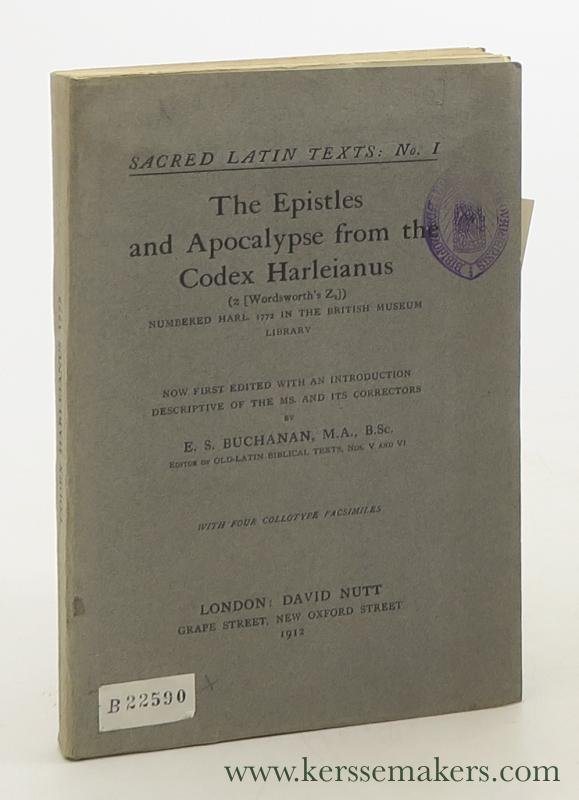 SACRED LATIN TEXTS: No. I
The Epistles
and Apocalypse from the
Codex Harleianus
(z [Wordsworth's Z₂])
NUMBERED HARL. 1772 IN THE BRITISH MUSEUM
LIBRARY
NOW FIRST EDITED WITH AN INTRODUCTION
DESCRIPTIVE OF THE MS. AND ITS CORRECTORS
BY
E. S. BUCHANAN, M.A., B.Sc.
EDITOR OF OLD-LATIN BIBLICAL TEXTS, Nos. V AND VI
WITH FOUR COLLOTYPE FACSIMILES
LONDON: DAVID NUTT
GRAPE STREET, NEW OXFORD STREET
1912
B 22590
CODEX HARLEIANUS 1772
www.kerssemakers.com